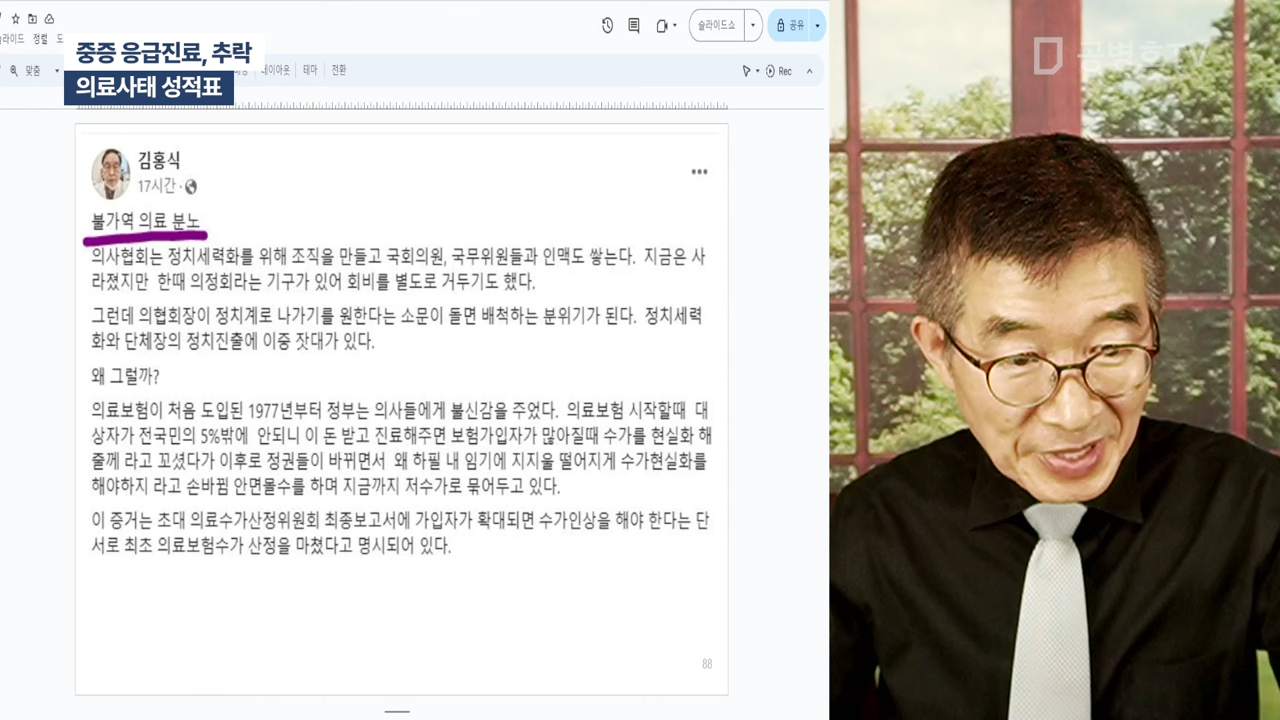 중증 응급진료, 추락
의료사태 성적표
슬라이드쇼
공유
맞춤
테마
전환
Rec
공병호TV
김홍식
17시간
불가역 의료 분노
의사협회는 정치세력화를 위해 조직을 만들고 국회의원, 국무위원들과 인맥도 쌓는다. 지금은 사
라졌지만 한때 의정회라는 기구가 있어 회비를 별도로 거두기도 했다.
그런데 의협회장이 정치계로 나가기를 원한다는 소문이 돌면 배척하는 분위기가 된다. 정치세력
화와 단체장의 정치진출에 이중 잣대가 있다.
왜 그럴까?
의료보험이 처음 도입된 1977년부터 정부는 의사들에게 불신감을 주었다. 의료보험 시작할때 대
상자가 전국민의 5%밖에 안되니 이 돈 받고 진료해주면 보험가입자가 많아질때 수가를 현실화 해
줄께 라고 꼬셨다가 이후로 정권들이 바뀌면서 왜 하필 내 임기에 지지울 떨어지게 수가현실화를
해야하지 라고 손바뀜 안면몰수를 하며 지금까지 저수가로 묶어두고 있다.
이 증거는 초대 의료수가산정위원회 최종보고서에 가입자가 확대되면 수가인상을 해야 한다는 단
서로 최초 의료보험수가 산정을 마쳤다고 명시되어 있다.
88